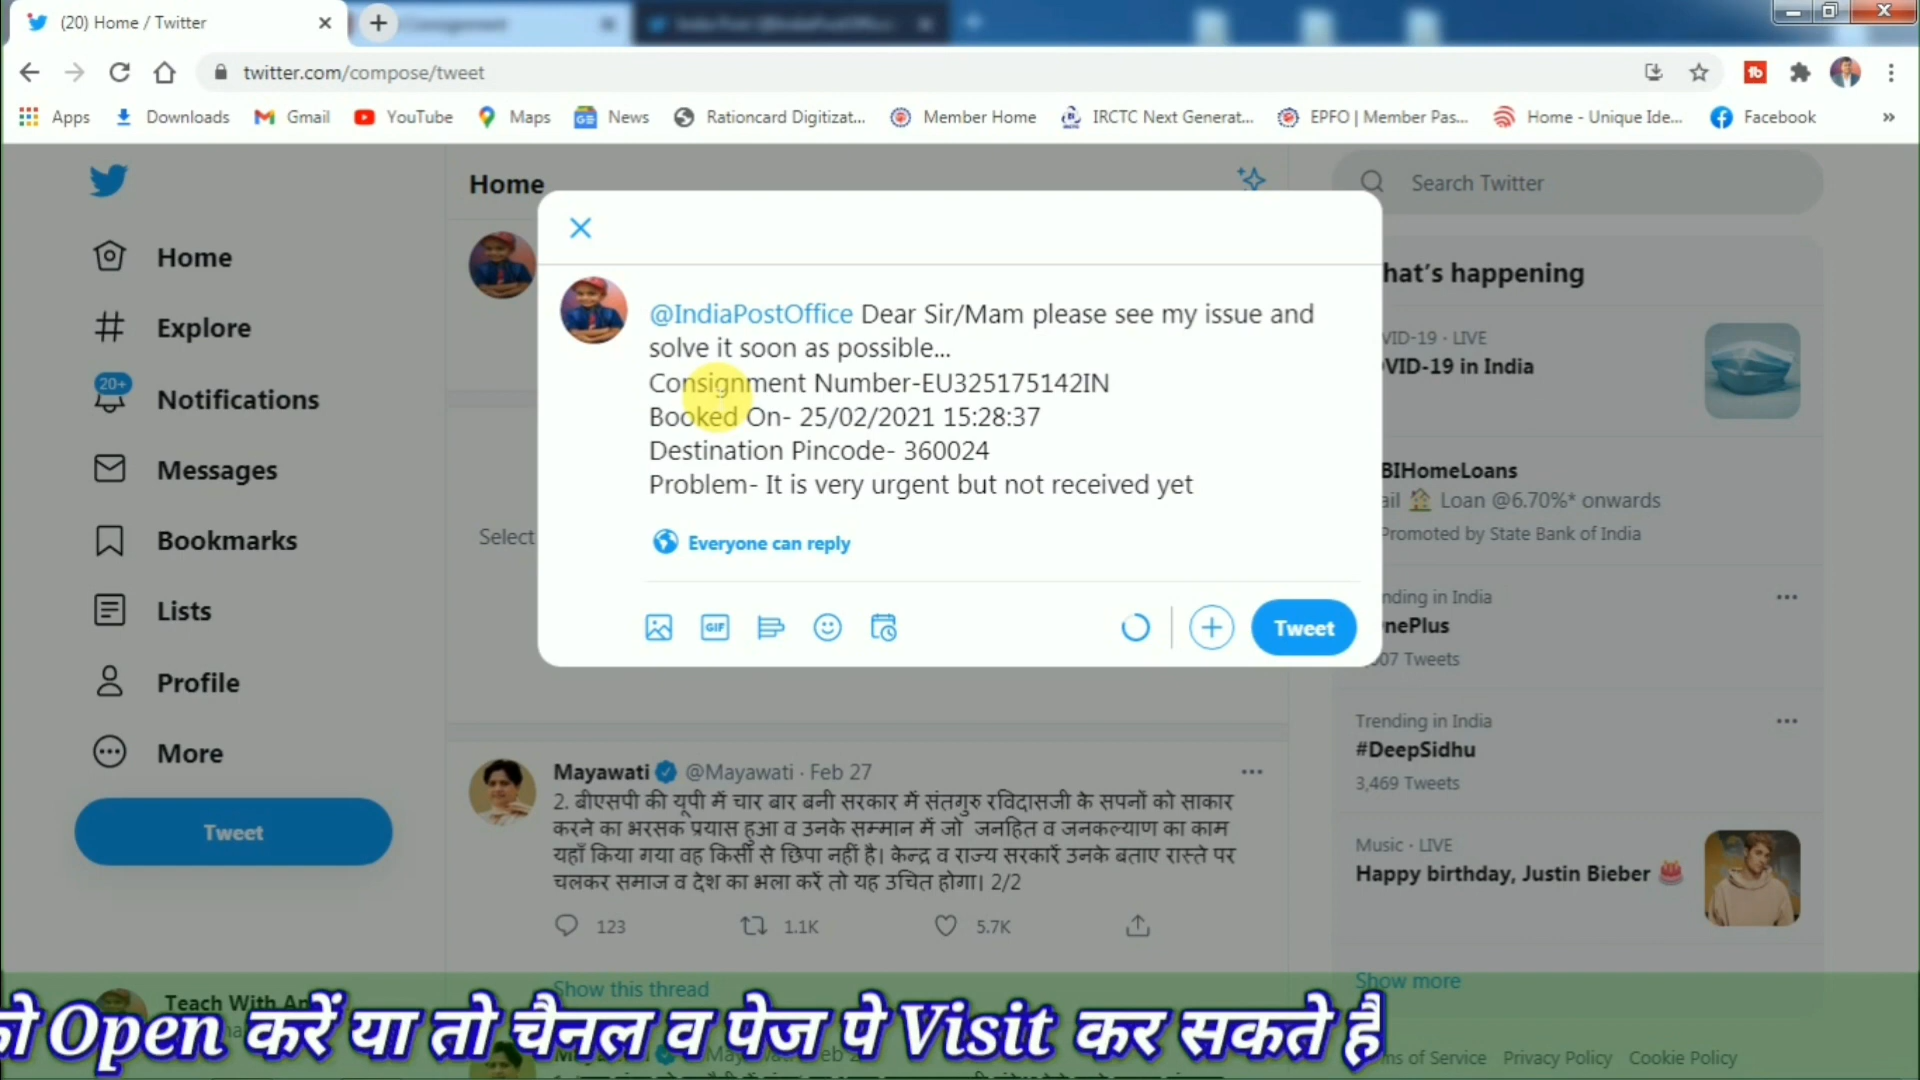 (20) Home / Twitter
twitter.com/compose/tweet
Apps
Downloads
Gmail
YouTube
Maps
News
Rationcard Digitizat...
Member Home
IRCTC Next Generat...
EPFO | Member Pas...
Home - Unique Ide...
Facebook
»
Home
Search Twitter
Home
Explore
20+
Notifications
Messages
Bookmarks
Lists
Profile
More
Tweet
@IndiaPostOffice Dear Sir/Mam please see my issue and
solve it soon as possible...
Consignment Number-EU325175142IN
Booked On- 25/02/2021 15:28:37
Destination Pincode- 360024
Problem- It is very urgent but not received yet
Everyone can reply
GIF
Tweet
Select
hat's happening
VID-19 · LIVE
VID-19 in India
BIHomeLoans
ail Loan @6.70%* onwards
Promoted by State Bank of India
nding in India
nePlus
07 Tweets
Trending in India
#DeepSidhu
3,469 Tweets
Music · LIVE
Happy birthday, Justin Bieber
Show more
Mayawati @Mayawati · Feb 27
2. बीएसपी की यूपी में चार बार बनी सरकार में संतगुरु रविदासजी के सपनों को साकार
करने का भरसक प्रयास हुआ व उनके सम्मान में जो जनहित व जनकल्याण का काम
यहाँ किया गया वह किसी से छिपा नहीं है। केन्द्र व राज्य सरकारें उनके बताए रास्ते पर
चलकर समाज व देश का भला करें तो यह उचित होगा। 2/2
123
1.1K
5.7K
Show this thread
Teach With An
को Open करें या तो चैनल व पेज पे Visit कर सकते है
ms of Service Privacy Policy Cookie Policy